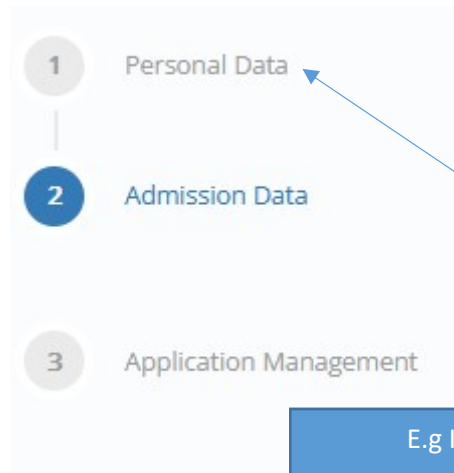 1 Personal Data
2 Admission Data
3 Application Management
E.g